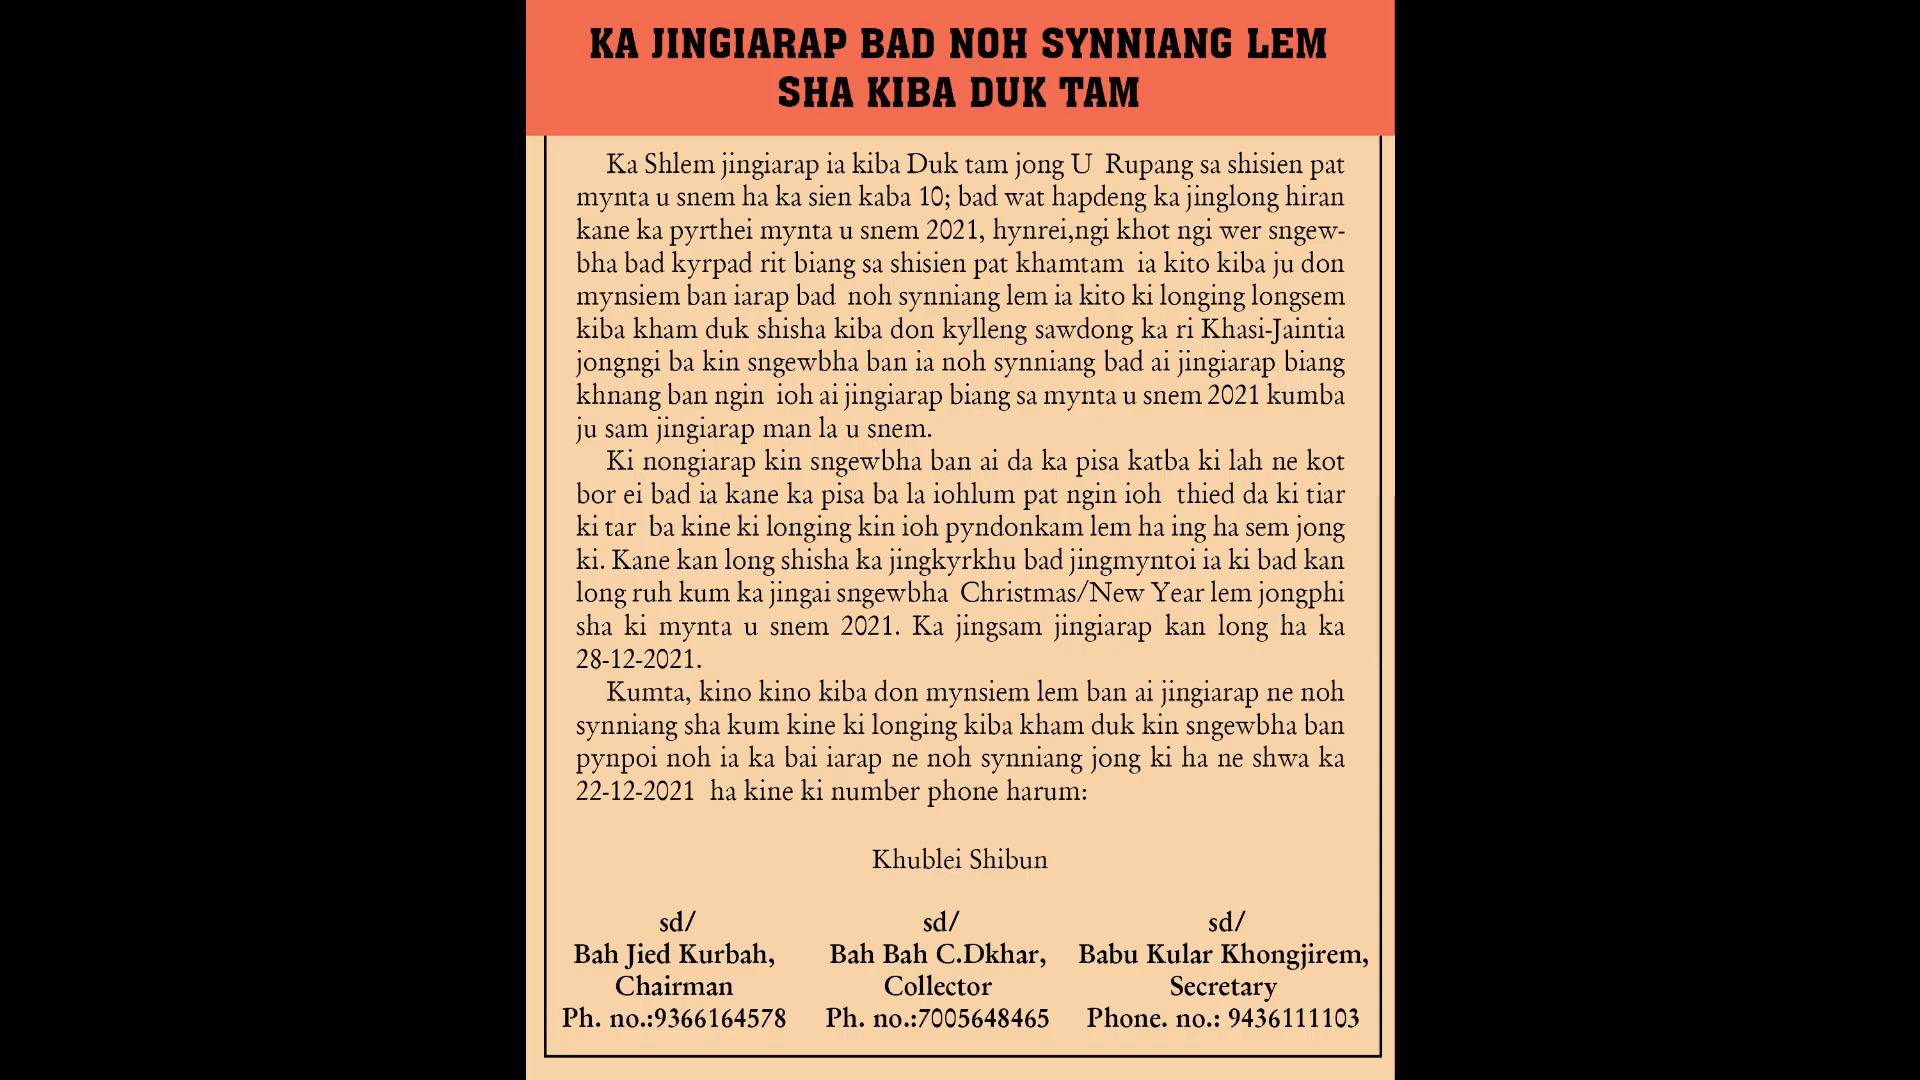 KA JINGIARAP BAD NOH SYNNIANG LEM
SHA KIBA DUK TAM
Ka Shlem jingiarap ia kiba Duk tam jong U Rupang sa shisien pat
mynta u snem ha ka sien kaba 10; bad wat hapdeng ka jinglong hiran
kane ka pyrthei mynta u snem 2021, hynrei,ngi khot ngi wer sngew-
bha bad kyrpad rit biang sa shisien pat khamtam ia kito kiba ju don
mynsiem ban iarap bad noh synniang lem ia kito ki longing longsem
kiba kham duk shisha kiba don kylleng sawdong ka ri Khasi-Jaintia
jongngi ba kin sngewbha ban ia noh synniang bad ai jingiarap biang
khnang ban ngin ioh ai jingiarap biang sa mynta u snem 2021 kumba
ju sam jingiarap man la u snem.
Ki nongiarap kin sngewbha ban ai da ka pisa katba ki lah ne kot
bor ei bad ia kane ka pisa ba la iohlum pat ngin ioh thied da ki tiar
ki tar ba kine ki longing kin ioh pyndonkam lem ha ing ha sem jong
ki. Kane kan long shisha ka jingkyrkhu bad jingmyntoi ia ki bad kan
long ruh kum ka jingai sngewbha Christmas/New Year lem jongphi
sha ki mynta u snem 2021. Ka jingsam jingiarap kan long ha ka
28-12-2021.
Kumta, kino kino kiba don mynsiem lem ban ai jingiarap ne noh
synniang sha kum kine ki longing kiba kham duk kin sngewbha ban
pynpoi noh ia ka bai iarap ne noh synniang jong ki ha ne shwa ka
22-12-2021 ha kine ki number phone harum:
Khublei Shibun
sd/ sd/ sd/
Bah Jied Kurbah, Bah Bah C.Dkhar, Babu Kular Khongjirem,
Chairman Collector Secretary
Ph. no.:9366164578 Ph. no.:7005648465 Phone. no.: 9436111103